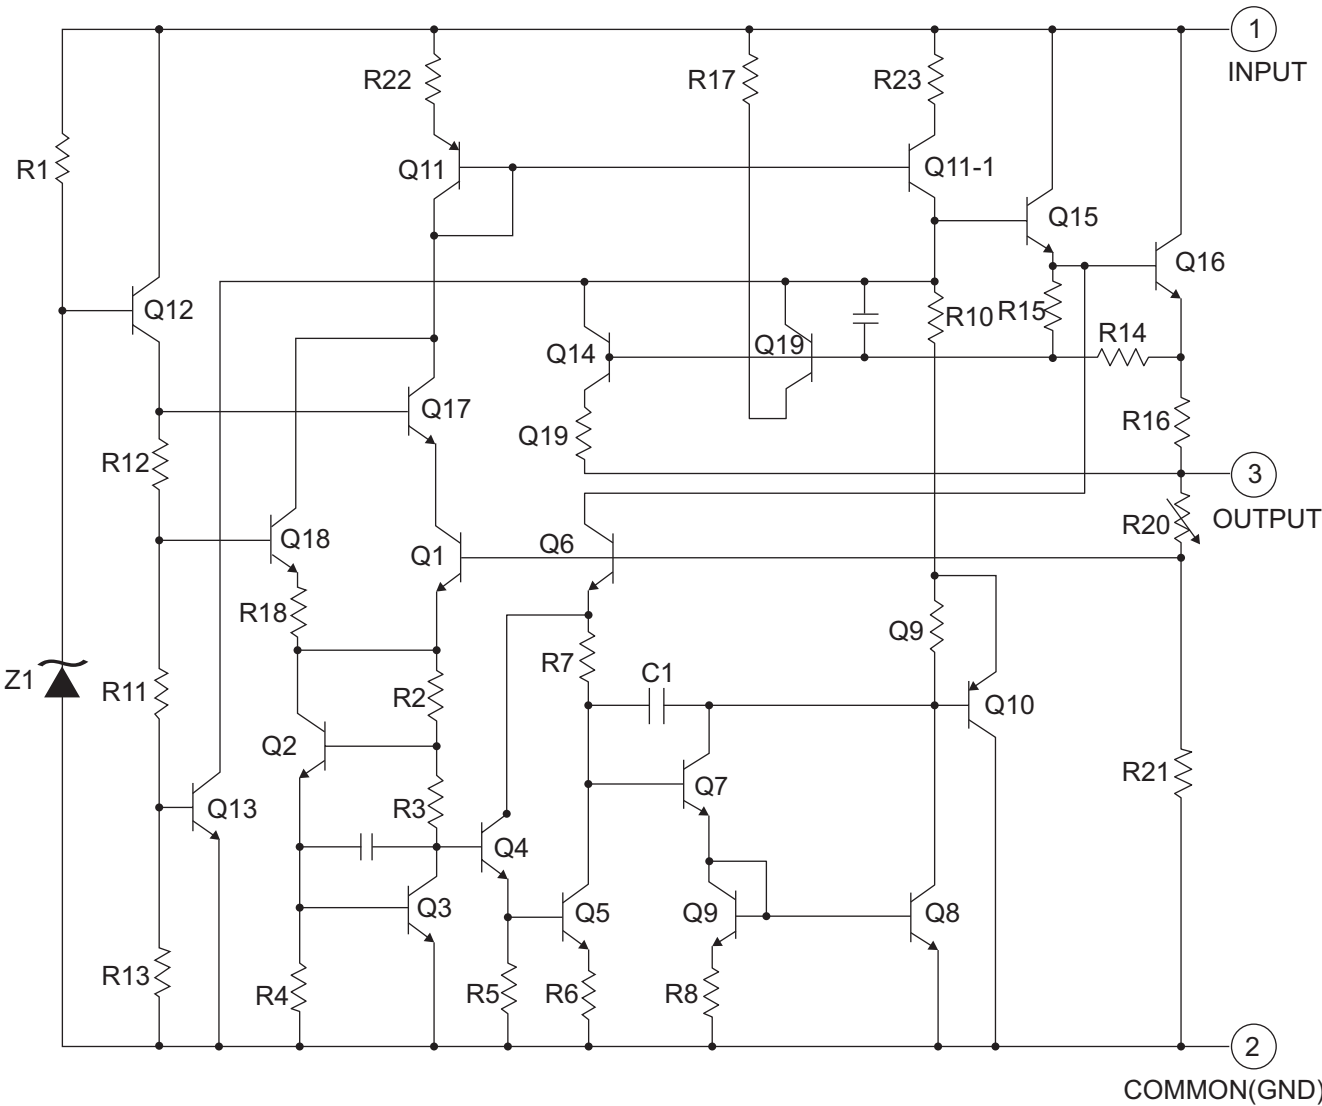 1
INPUT
R22
R17
R23
R1
Q11
Q11-1
Q15
Q16
Q12
R10
R15
R14
Q14
Q19
Q17
Q19
R16
R12
3
OUTPUT
R20
Q18
Q1
Q6
R18
Q9
R7
C1
Z1
R11
R2
Q10
Q2
R21
Q7
R3
Q13
Q4
Q3
Q5
Q9
Q8
R13
R4
R5
R6
R8
2
COMMON(GND)